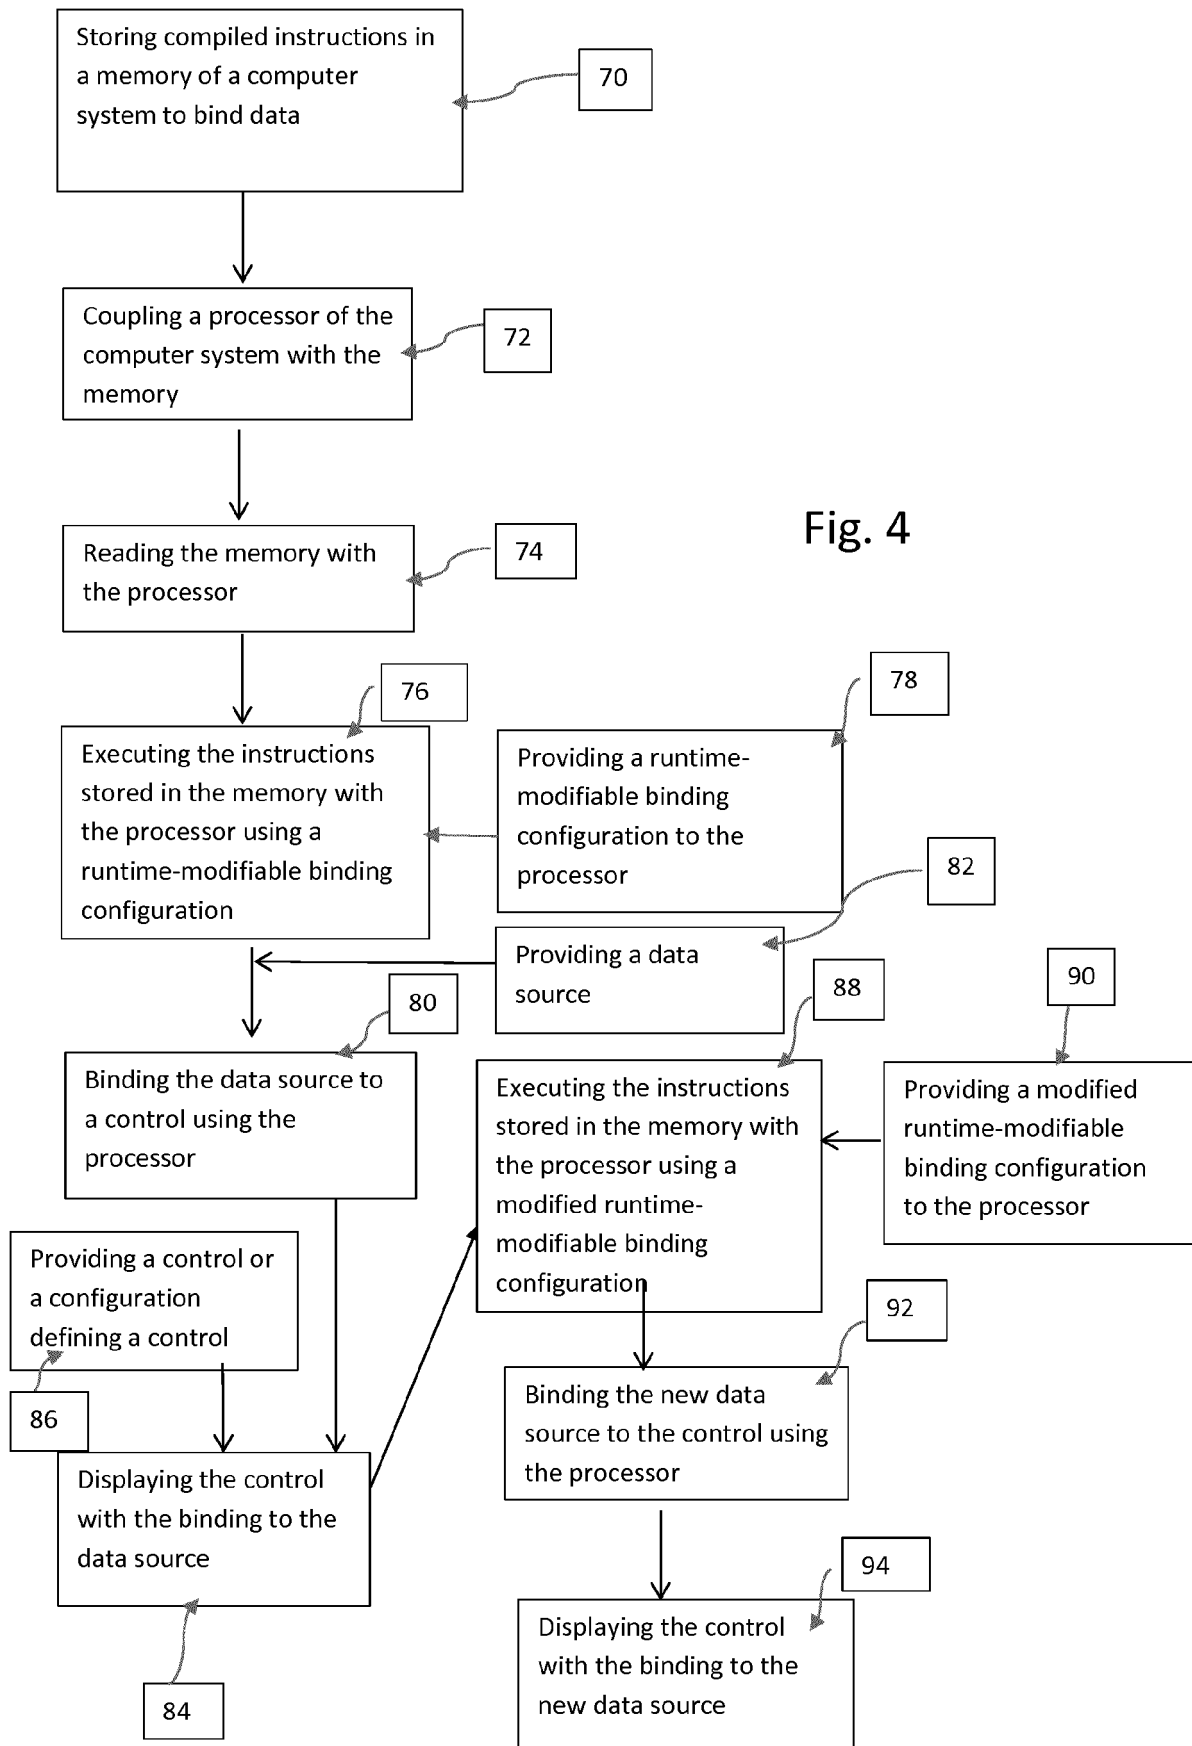 Storing compiled instructions in
a memory of a computer
system to bind data
70
Coupling a processor of the
computer system with the
memory
72
Fig. 4
Reading the memory with
the processor
74
76
78
Executing the instructions
stored in the memory with
the processor using a
runtime-modifiable binding
configuration
Providing a runtime-
modifiable binding
configuration to the
processor
82
Providing a data
source
80
88
90
Binding the data source to
a control using the
processor
Executing the instructions
stored in the memory with
the processor using a
modified runtime-
modifiable binding
configuration
Providing a modified
runtime-modifiable
binding configuration
to the processor
Providing a control or
a configuration
defining a control
86
92
Binding the new data
source to the control using
the processor
Displaying the control
with the binding to the
data source
84
94
Displaying the control
with the binding to the
new data source